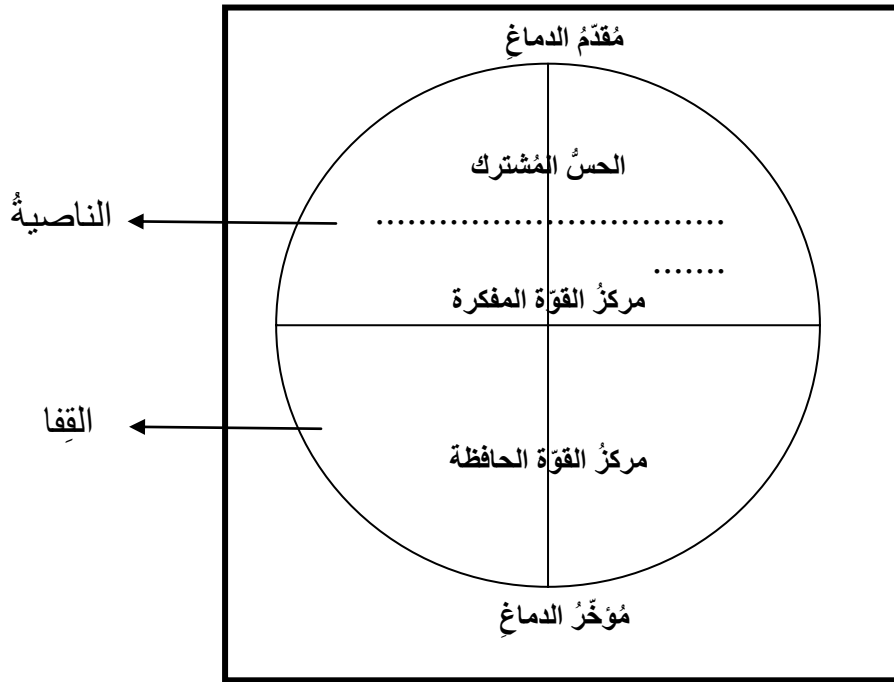 مُقدّمُ الدماغِ
الحسُّ المُشترك
الناصيةُ
..................................
.......
مركزُ القوّة المفكرة
القِفا
مركزُ القوّة الحافظة
مُؤخّرُ الدماغِ